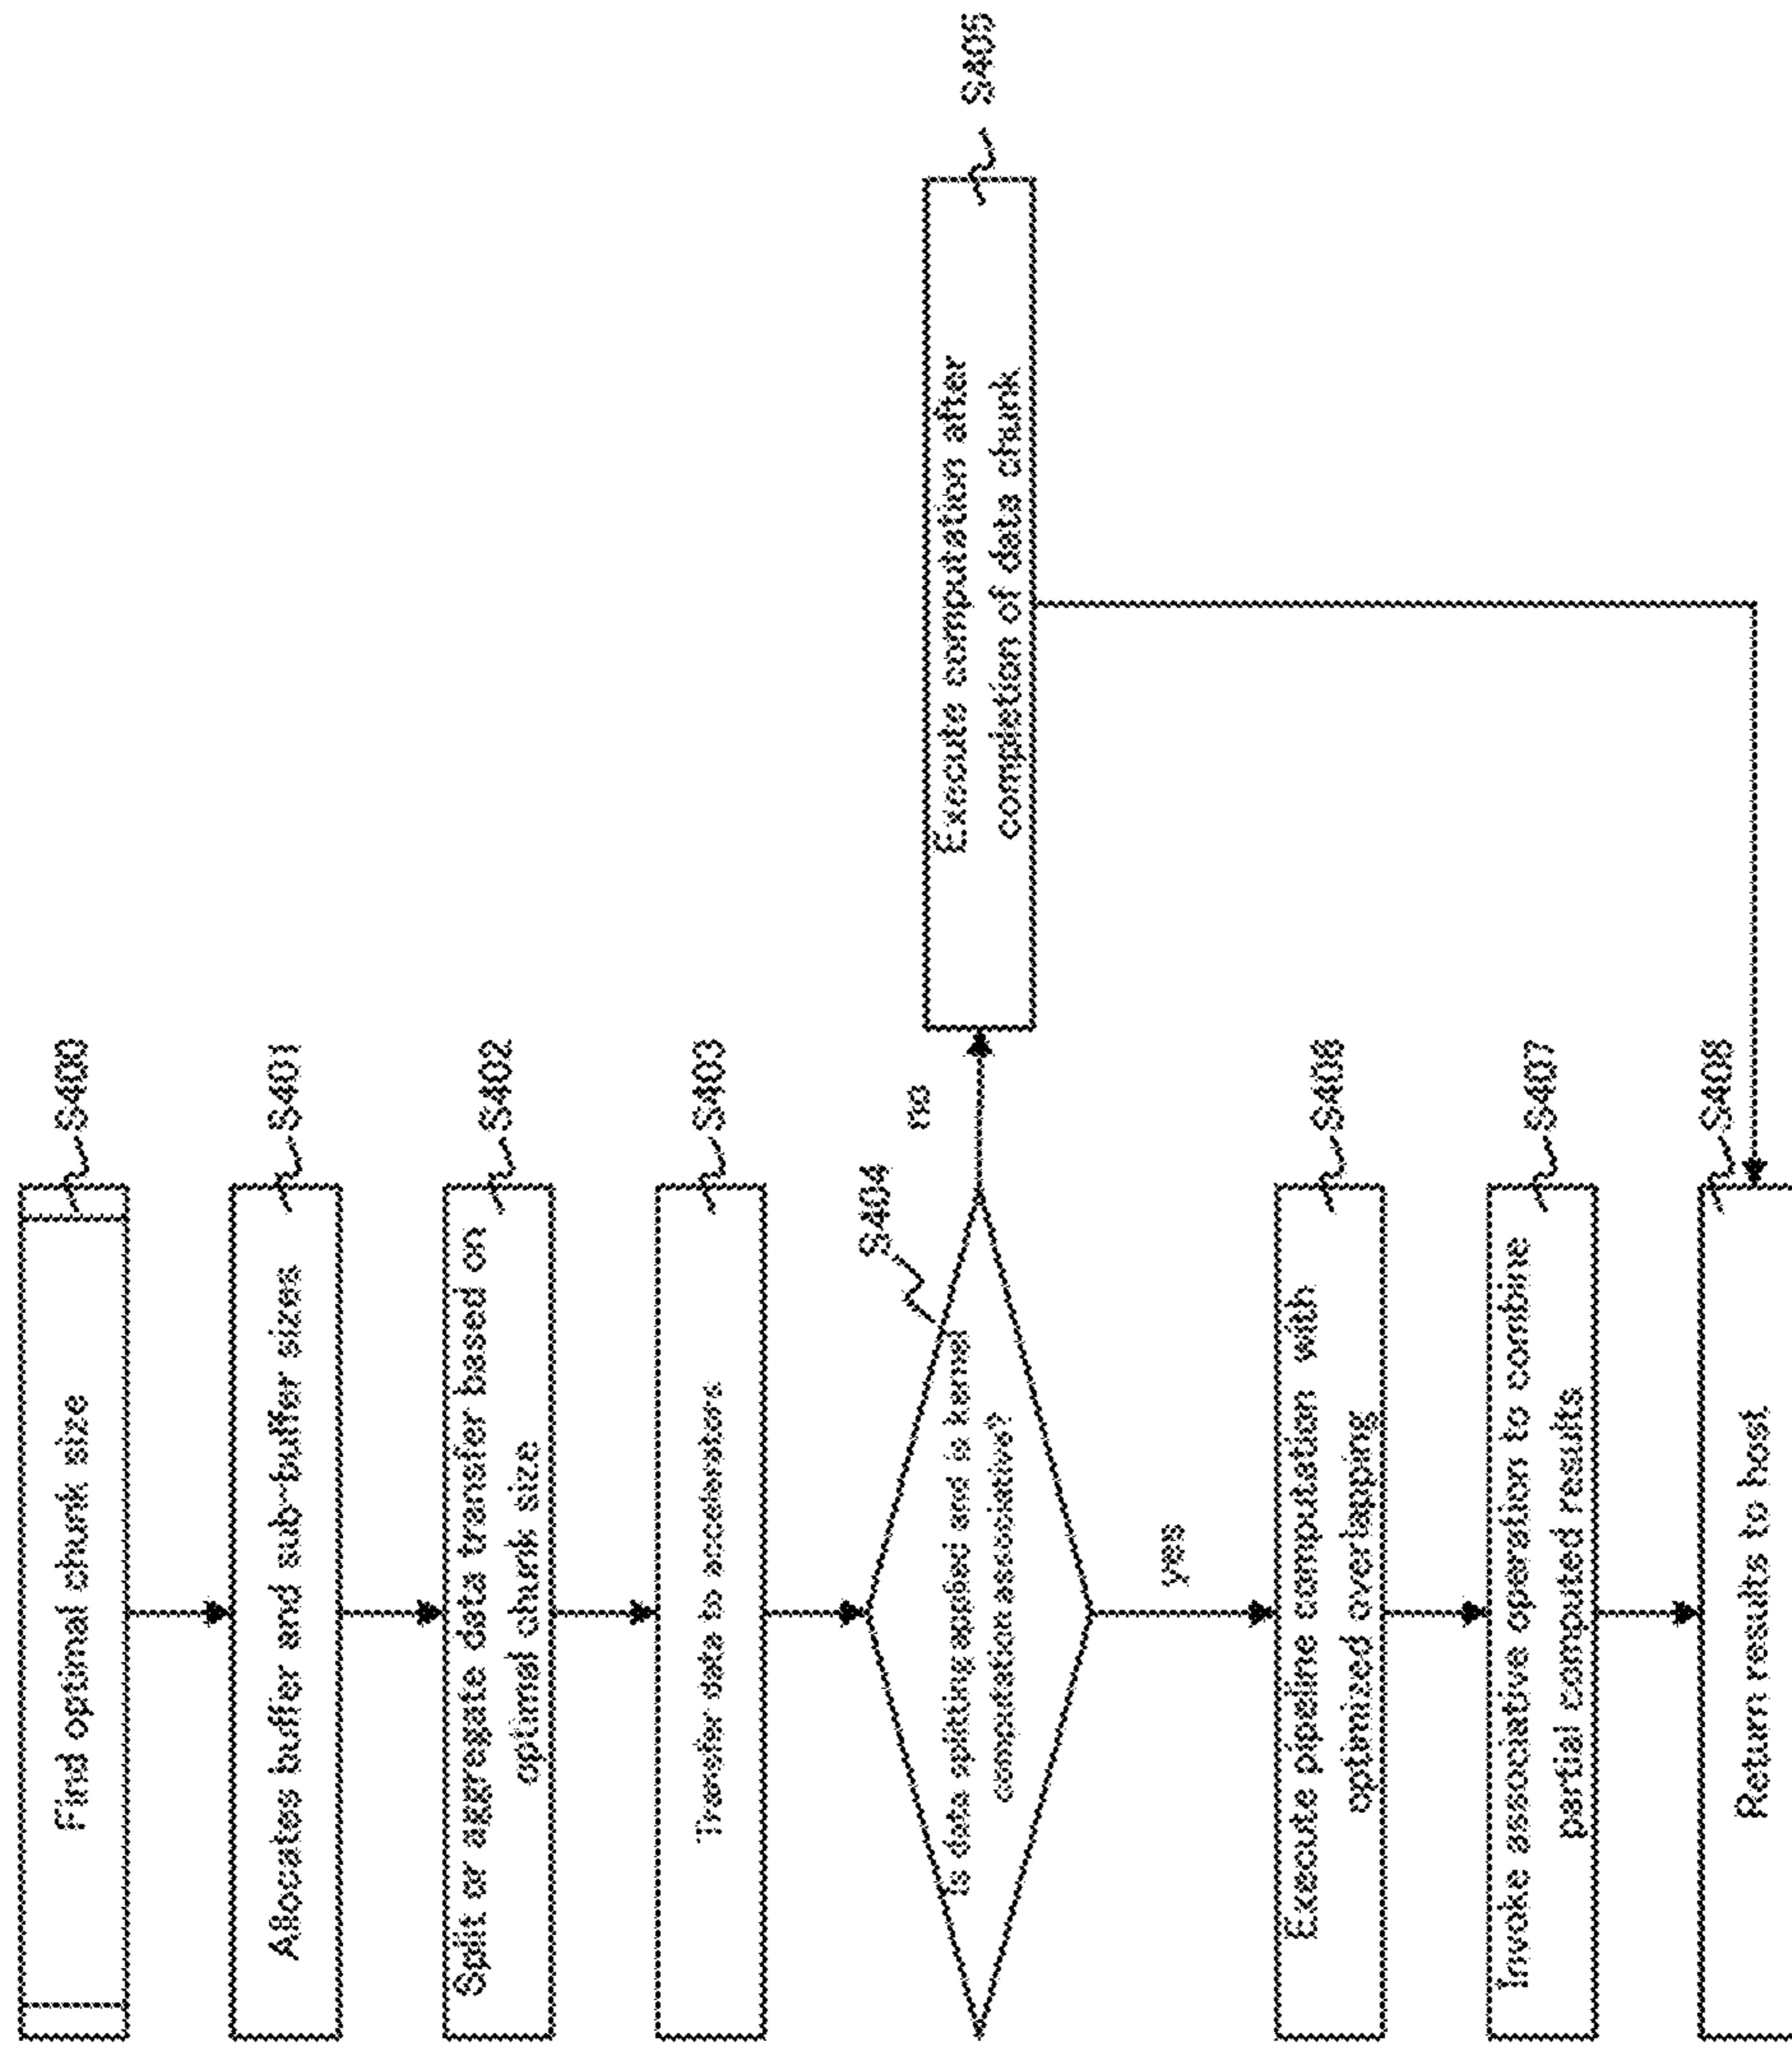 Find optimal chunk size
S400
Allocates buffer and sub-buffer sizes
S401
Split or aggregate data transfer based on
optimal chunk size
S402
Transfer data to accelerators
S403
S404
Is data splitting applied and is kernel
computation associative?
no
Execute computation after
completion of data chunk
S405
yes
Execute pipeline computation with
optimized overlapping
S406
Invoke associative operation to combine
partial computed results
S407
Return results to host
S408